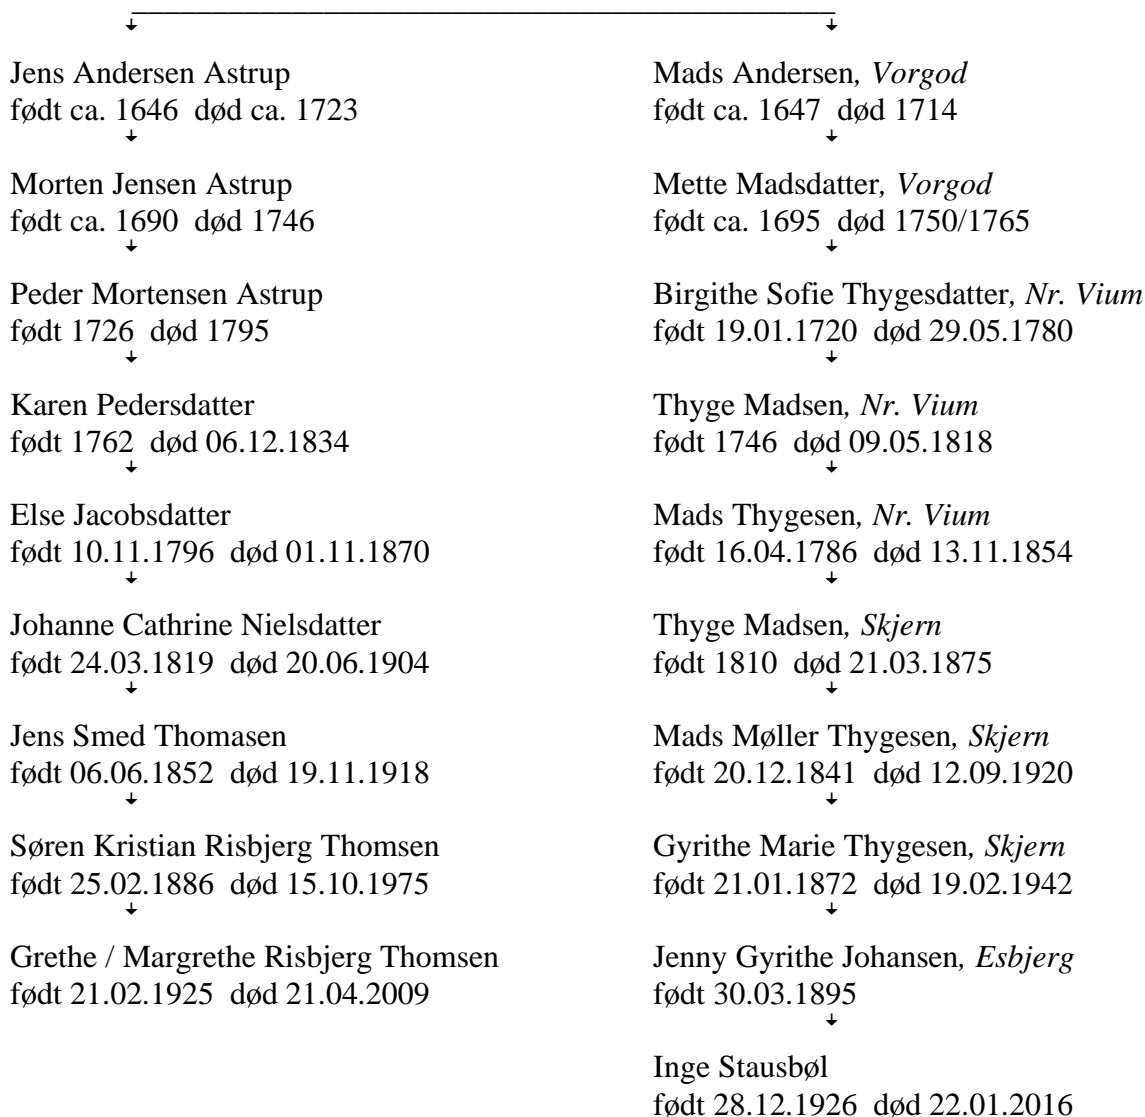 Jens Andersen Astrup
født ca. 1646 død ca. 1723
Morten Jensen Astrup
født ca. 1690 død 1746
Peder Mortensen Astrup
født 1726 død 1795
Karen Pedersdatter
født 1762 død 06.12.1834
Else Jacobsdatter
født 10.11.1796 død 01.11.1870
Johanne Cathrine Nielsdatter
født 24.03.1819 død 20.06.1904
Jens Smed Thomasen
født 06.06.1852 død 19.11.1918
Søren Kristian Risbjerg Thomsen
født 25.02.1886 død 15.10.1975
Grethe / Margrethe Risbjerg Thomsen
født 21.02.1925 død 21.04.2009
Mads Andersen, Vorgod
født ca. 1647 død 1714
Mette Madsdatter, Vorgod
født ca. 1695 død 1750/1765
Birgithe Sofie Thygesdatter, Nr. Vium
født 19.01.1720 død 29.05.1780
Thyge Madsen, Nr. Vium
født 1746 død 09.05.1818
Mads Thygesen, Nr. Vium
født 16.04.1786 død 13.11.1854
Thyge Madsen, Skjern
født 1810 død 21.03.1875
Mads Møller Thygesen, Skjern
født 20.12.1841 død 12.09.1920
Gyrithe Marie Thygesen, Skjern
født 21.01.1872 død 19.02.1942
Jenny Gyrithe Johansen, Esbjerg
født 30.03.1895
Inge Stausbøl
født 28.12.1926 død 22.01.2016